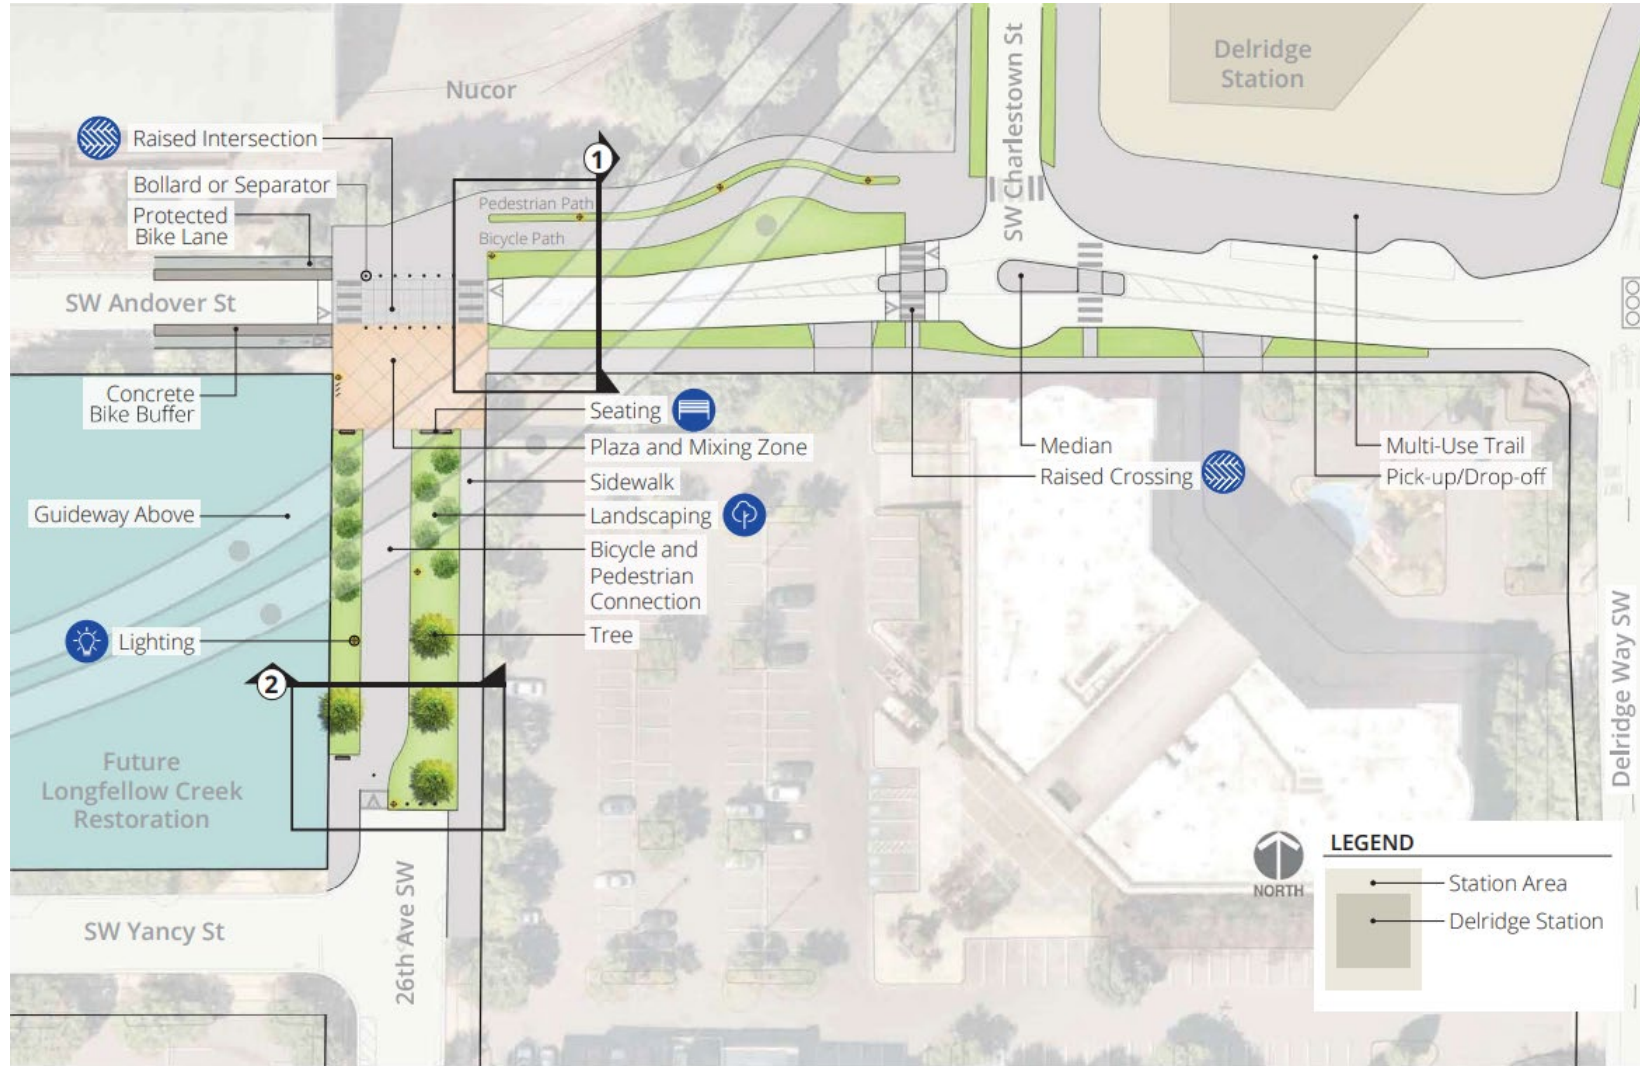 Delridge
Station
Nucor
SW Charlestown St
Raised Intersection
1
Bollard or Separator
Pedestrian Path
Protected
Bike Lane
Bicycle Path
SW Andover St
Concrete
Bike Buffer
Seating
Plaza and Mixing Zone
Median
Multi-Use Trail
Sidewalk
Raised Crossing
Pick-up/Drop-off
Guideway Above
Landscaping
Bicycle and
Pedestrian
Connection
Lighting
Tree
2
Delridge Way SW
Future
Longfellow Creek
Restoration
SW Yancy St
26th Ave SW
NORTH
LEGEND
Station Area
Delridge Station